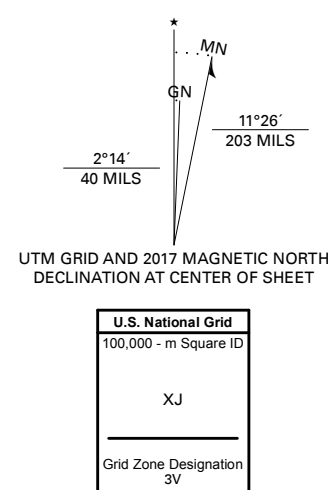 ★
MN
GN
11°26´
203 MILS
2°14´
40 MILS
UTM GRID AND 2017 MAGNETIC NORTH
DECLINATION AT CENTER OF SHEET
U.S. National Grid
100,000 - m Square ID
XJ
Grid Zone Designation
3V